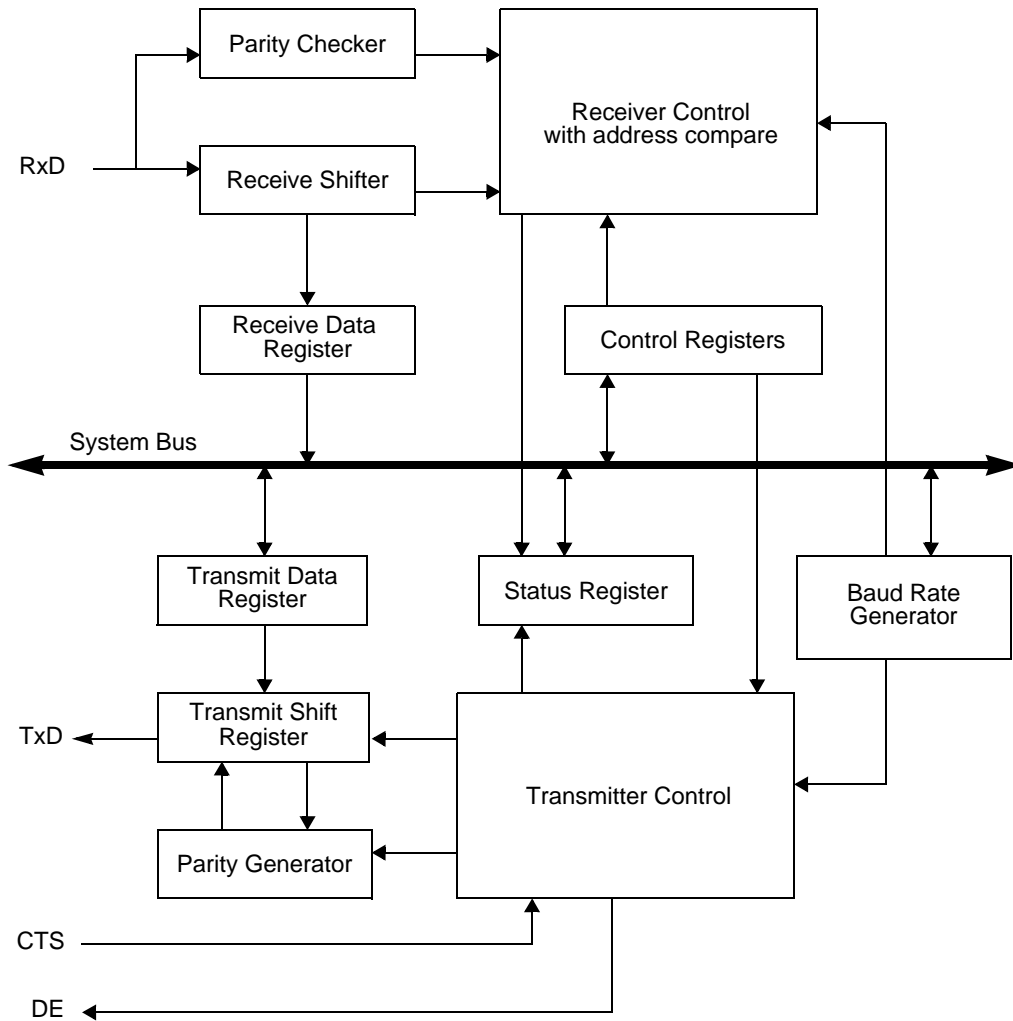 Parity Checker
Receiver Control
with address compare
RxD
Receive Shifter
Receive Data
Register
Control Registers
System Bus
Transmit Data
Register
Status Register
Baud Rate
Generator
Transmit Shift
Register
TxD
Transmitter Control
Parity Generator
CTS
DE